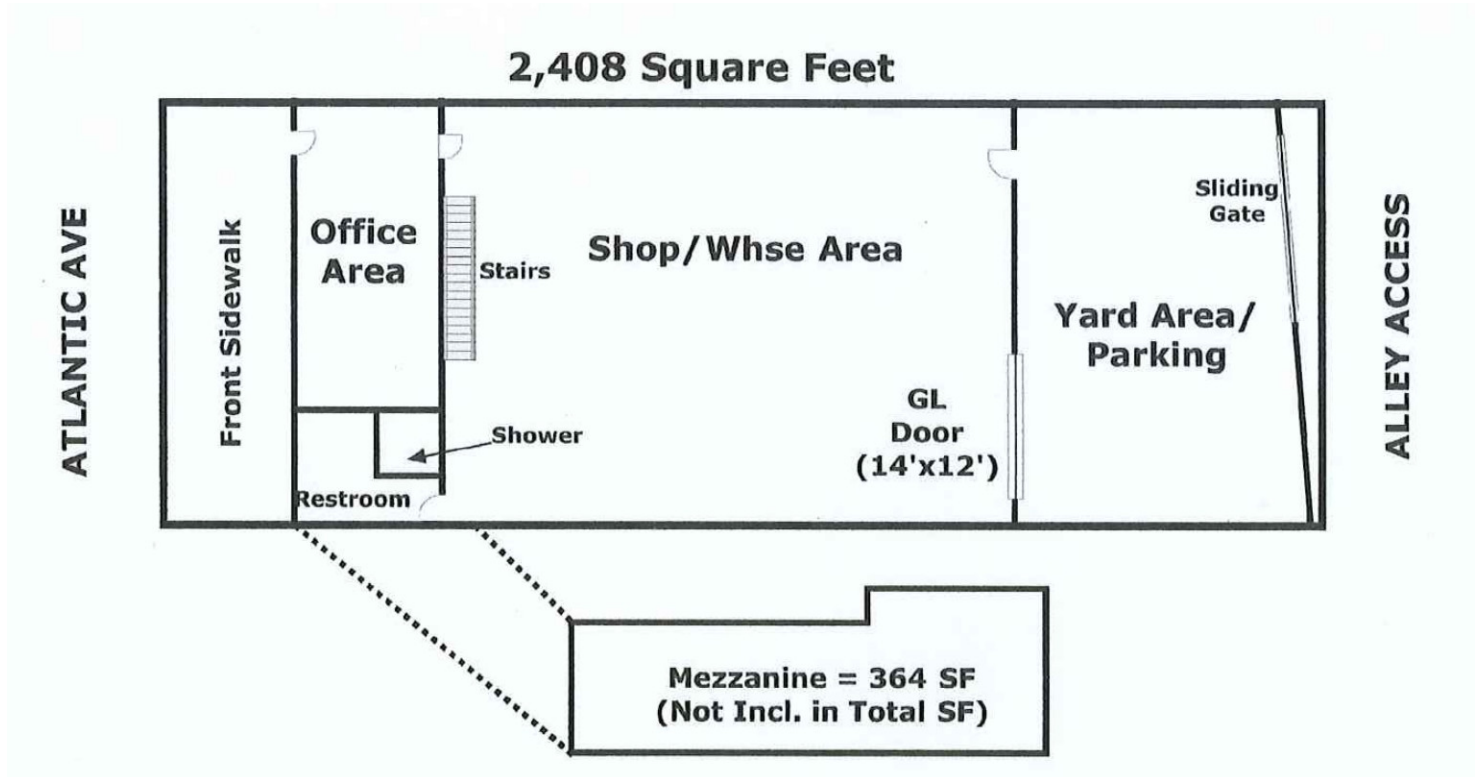 2,408 Square Feet
ATLANTIC AVE
Front Sidewalk
Office
Area
Stairs
Shop/Whse Area
Sliding
Gate
Yard Area/
Parking
ALLEY ACCESS
GL
Door
(14'x12')
Shower
Restroom
Mezzanine = 364 SF
(Not Incl. in Total SF)